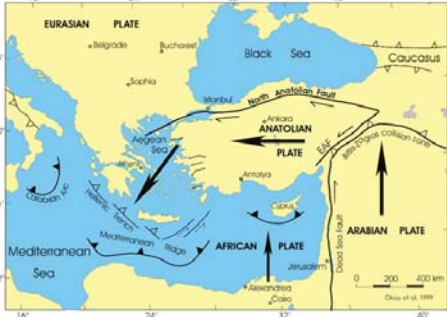 EURASIAN PLATE
Belgrade
Bucharest
Black Sea
Caucasus
Sophia
Istanbul
North Anatolian Fault
Ankara
ANATOLIAN
PLATE
Aegean
Sea
Athens
EAF
Bitlis-Zagros collision zone
Antalya
Calabrian Arc
Hellenic
Trench
Cyprus
Mediterranean Ridge
AFRICAN PLATE
ARABIAN PLATE
Mediterranean
Sea
Dead Sea Fault
Jerusalem
Alexandrea
Cairo
0 200 400 km
Okay et al, 1999
16°
24°
32°